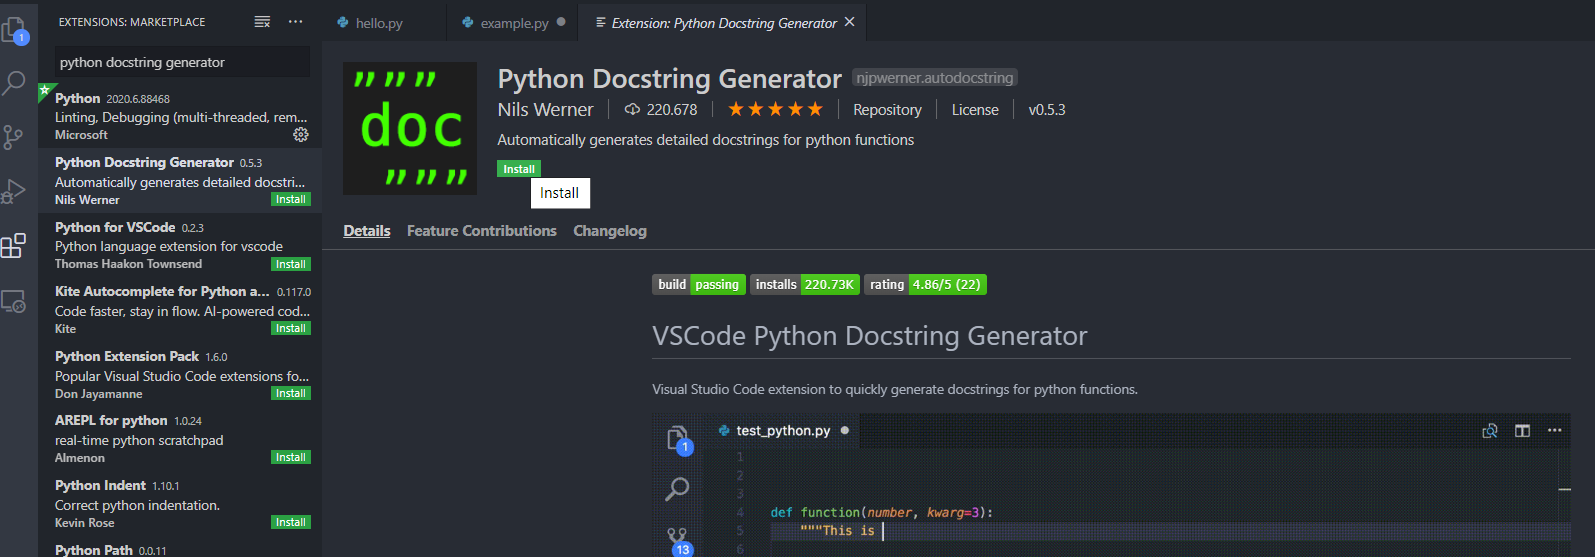 EXTENSIONS: MARKETPLACE
hello.py
example.py
Extension: Python Docstring Generator
1
python docstring generator
Python 2020.6.88468
Linting, Debugging (multi-threaded, rem...
Microsoft
Python Docstring Generator 0.5.3
Automatically generates detailed docstri...
Nils Werner Install
Python for VSCode 0.2.3
Python language extension for vscode
Thomas Haakon Townsend Install
Kite Autocomplete for Python a... 0.117.0
Code faster, stay in flow. AI-powered cod...
Kite Install
Python Extension Pack 1.6.0
Popular Visual Studio Code extensions fo...
Don Jayamanne Install
AREPL for python 1.0.24
real-time python scratchpad
Almenon Install
Python Indent 1.10.1
Correct python indentation.
Kevin Rose Install
Python Path 0.0.11
""" 
doc
"""
Python Docstring Generator njpwerner.autodocstring
Nils Werner 220.678 Repository License v0.5.3
Automatically generates detailed docstrings for python functions
Install
Install
Details Feature Contributions Changelog
build passing installs 220.73K rating 4.86/5 (22)
VSCode Python Docstring Generator
Visual Studio Code extension to quickly generate docstrings for python functions.
test_python.py
1
1
2
3
4 def function(number, kwarg=3):
5 """This is
6
13